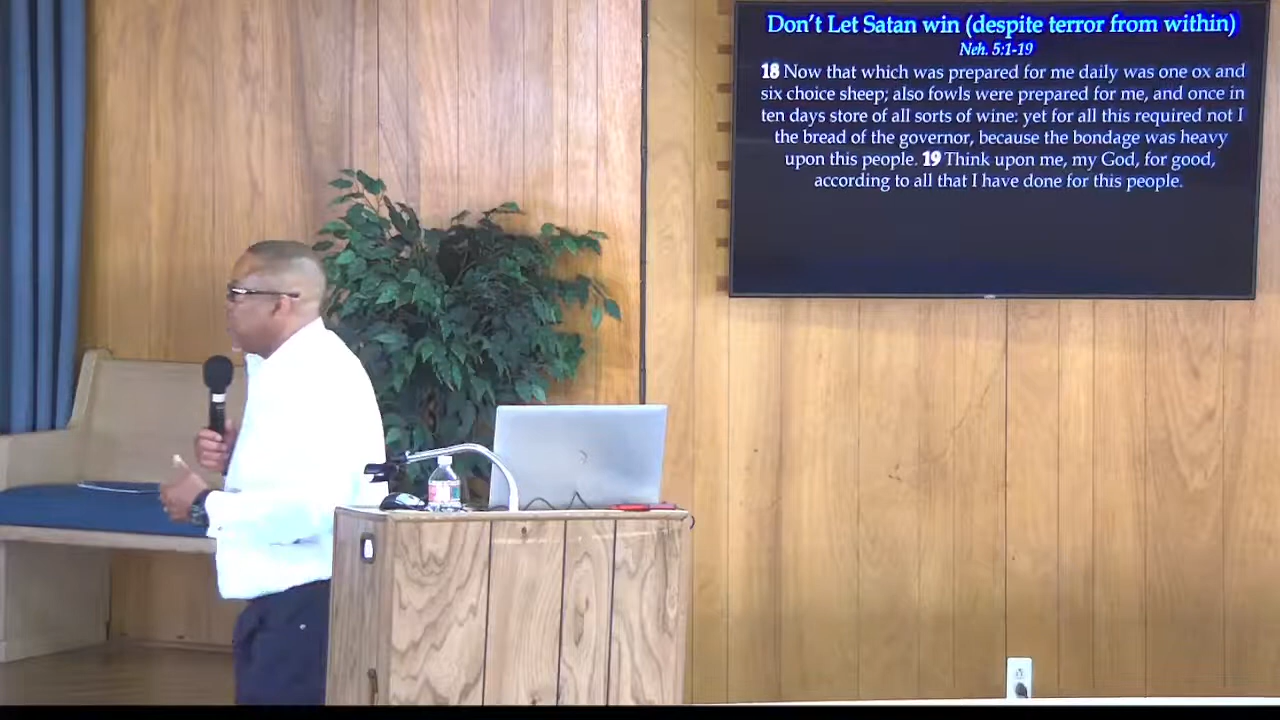 Don't Let Satan win (despite terror from within)
Neh. 5:1-19
18 Now that which was prepared for me daily was one ox and
six choice sheep; also fowls were prepared for me, and once in
ten days store of all sorts of wine: yet for all this required not I
the bread of the governor, because the bondage was heavy
upon this people. 19 Think upon me, my God, for good,
according to all that I have done for this people.